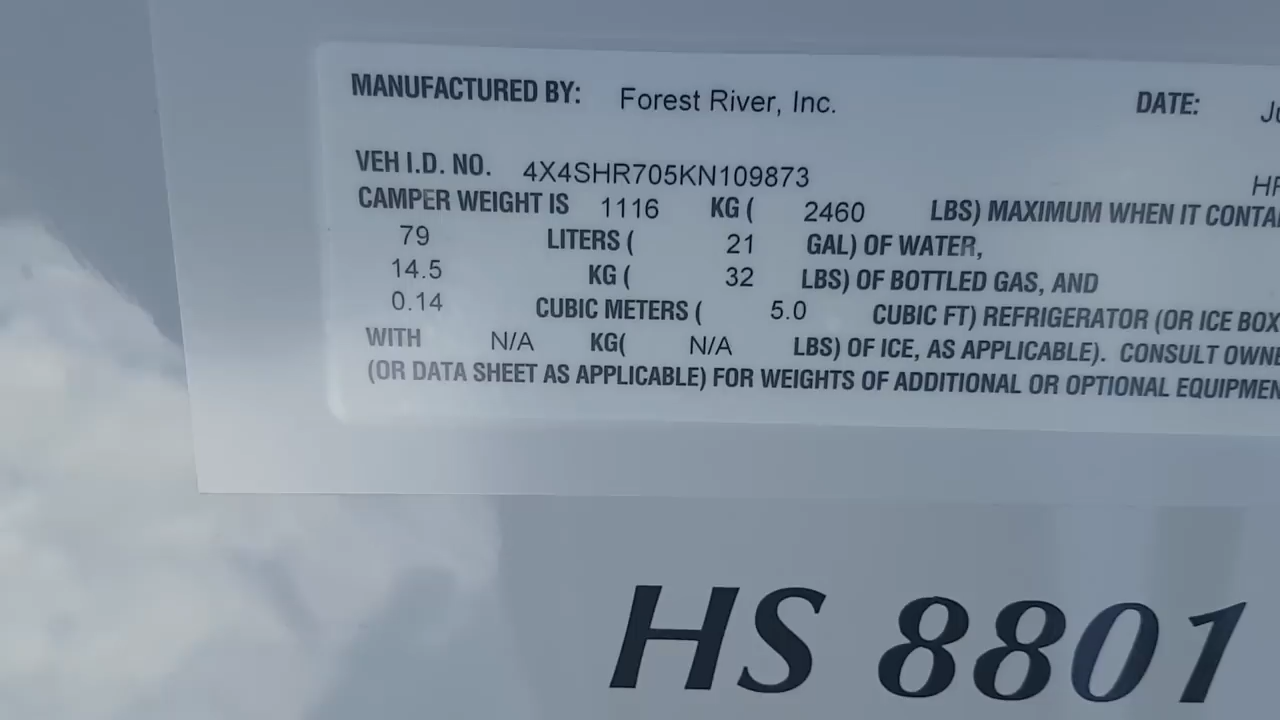 MANUFACTURED BY: Forest River, Inc. DATE:
VEH I.D. NO. 4X4SHR705KN109873
CAMPER WEIGHT IS 1116 KG ( 2460 LBS) MAXIMUM WHEN IT
79 LITERS ( 21 GAL) OF WATER,
14.5 KG ( 32 LBS) OF BOTTLED GAS, AND
0.14 CUBIC METERS ( 5.0 CUBIC FT) REFRIGERATOR (OR ICE BOX
WITH N/A KG( N/A LBS) OF ICE, AS APPLICABLE). CONSULT
(OR DATA SHEET AS APPLICABLE) FOR WEIGHTS OF ADDITIONAL OR OPTIONAL
HS 8801